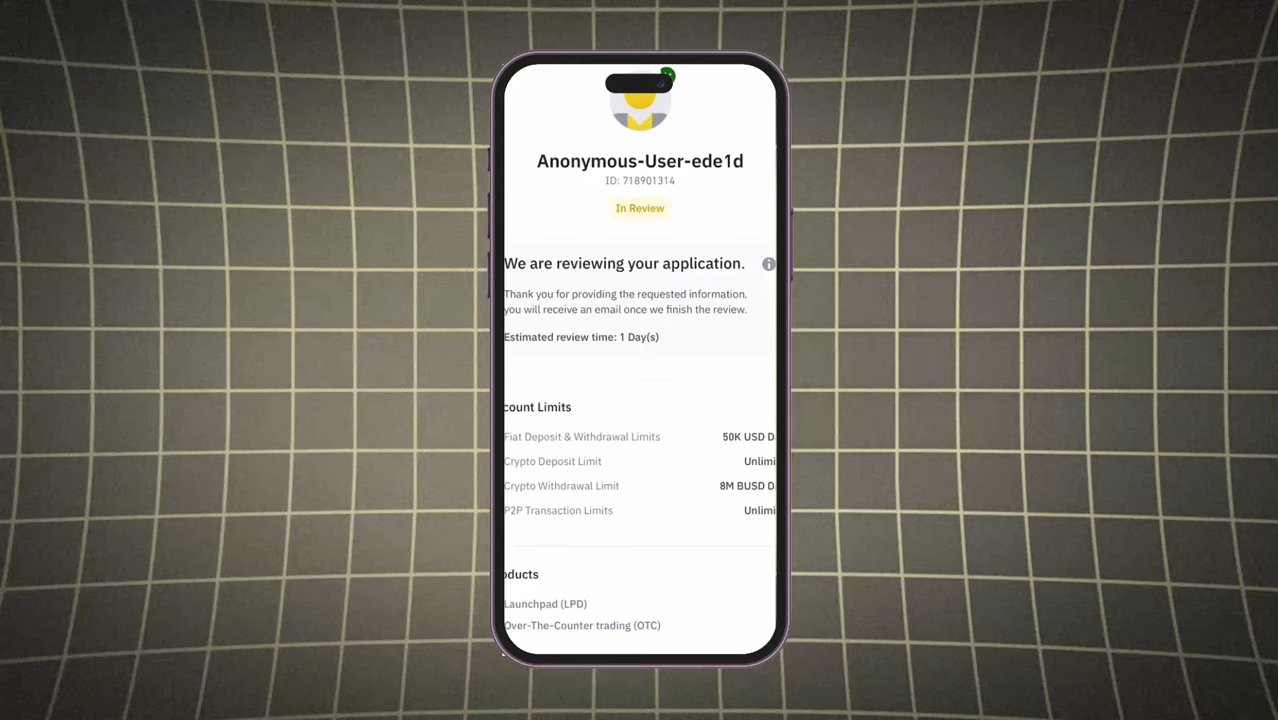 Anonymous-User-ede1d
ID: 718901314
In Review
We are reviewing your application.
Thank you for providing the requested information,
you will receive an email once we finish the review.
Estimated review time: 1 Day(s)
count Limits
Fiat Deposit & Withdrawal Limits 50K USD D
Crypto Deposit Limit Unlimi
Crypto Withdrawal Limit 8M BUSD D
P2P Transaction Limits Unlimi
oducts
Launchpad (LPD)
Over-The-Counter trading (OTC)